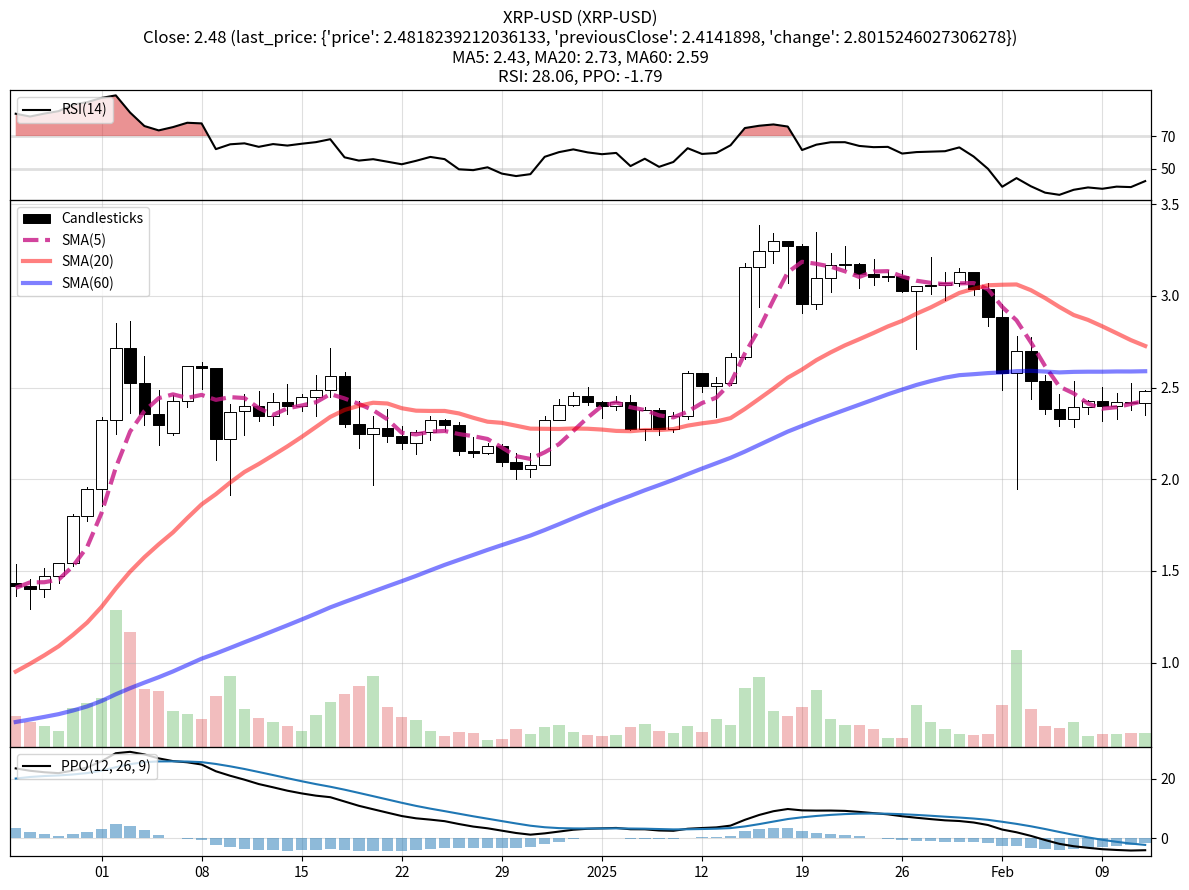 XRP-USD (XRP-USD)
Close: 2.48 (last_price: {'price': 2.4818239212036133, 'previousClose': 2.4141898, 'change': 2.8015246027306278})
MA5: 2.43, MA20: 2.73, MA60: 2.59
RSI: 28.06, PPO: -1.79
RSI(14)
70
50
Candlesticks
SMA(5)
SMA(20)
SMA(60)
3.5
3.0
2.5
2.0
1.5
1.0
PPO(12, 26, 9)
20
0
01 08 15 22 29 2025 12 19 26 Feb 09